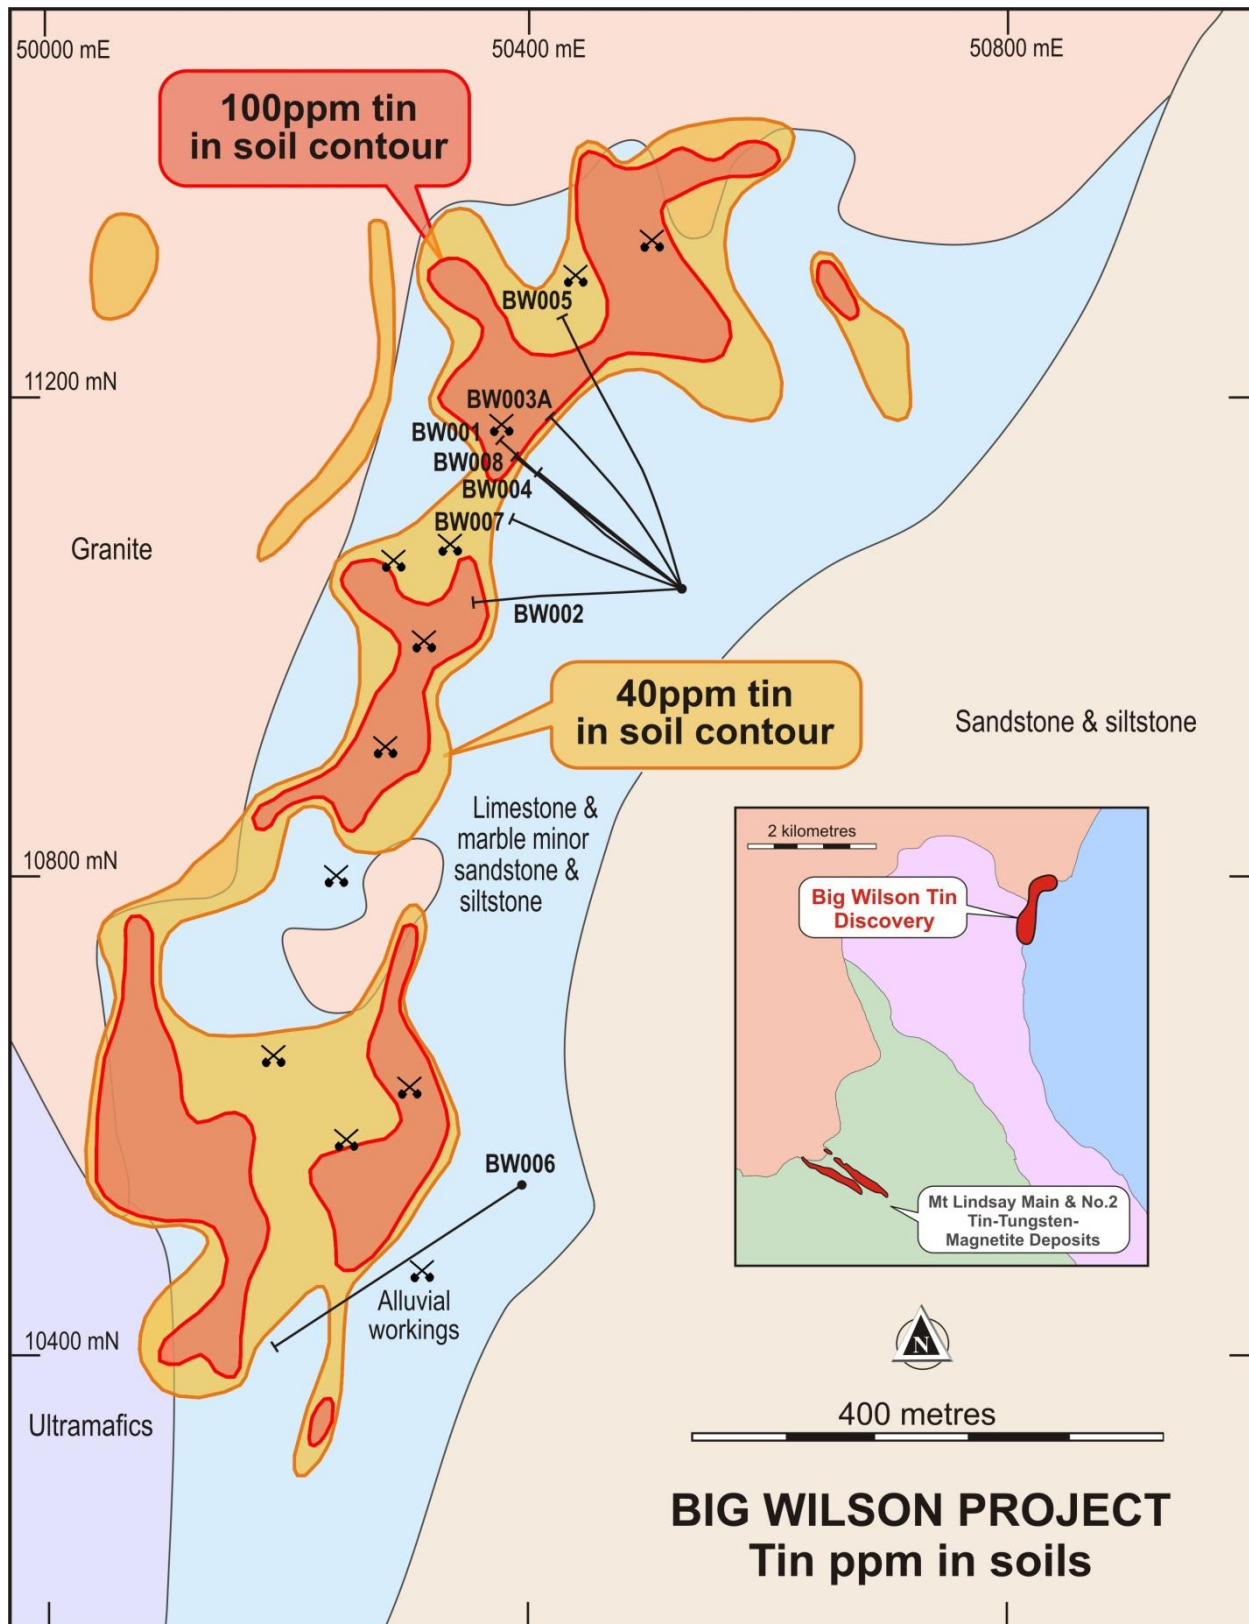 50000 mE
50400 mE
50800 mE
100ppm tin
in soil contour
BW005
11200 mN
BW003A
BW001
BW008
BW004
BW007
Granite
BW002
40ppm tin
in soil contour
Sandstone & siltstone
Limestone &
marble minor
sandstone &
siltstone
10800 mN
2 kilometres
Big Wilson Tin
Discovery
Mt Lindsay Main & No.2
Tin-Tungsten-
Magnetite Deposits
BW006
Alluvial
workings
10400 mN
N
Ultramafics
400 metres
BIG WILSON PROJECT
Tin ppm in soils